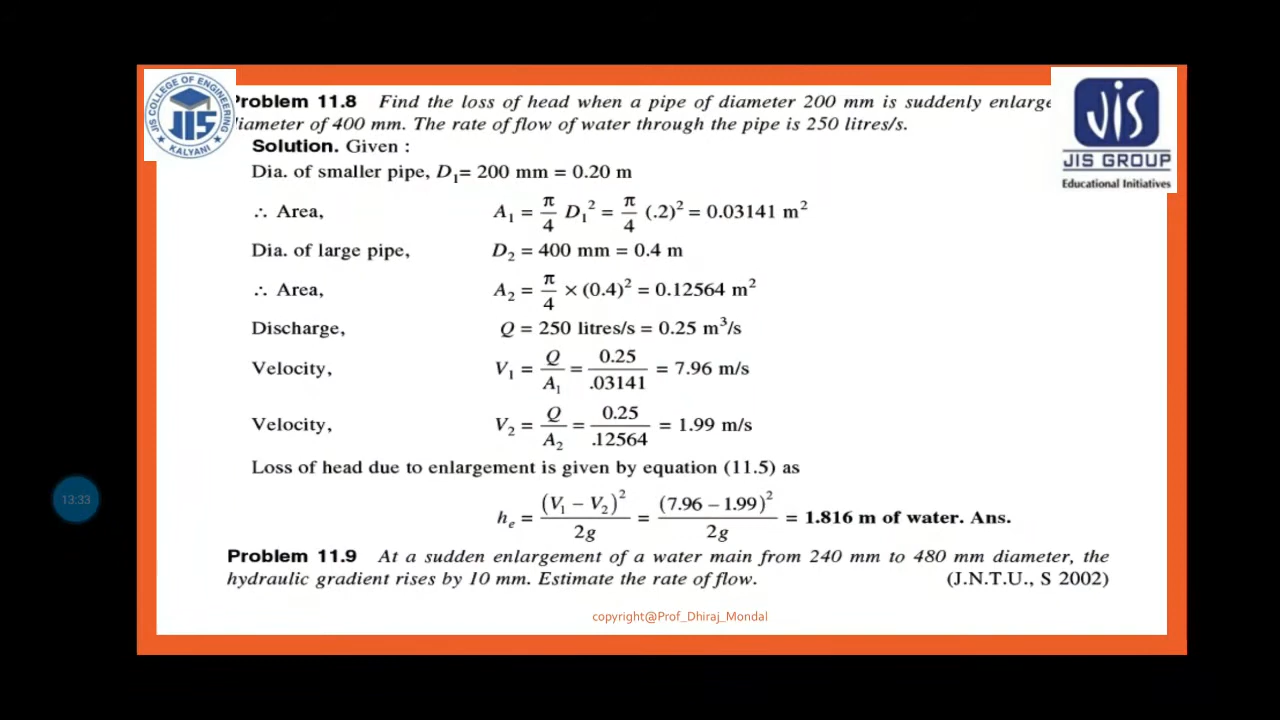 JIS COLLEGE OF ENGINEERING
JIS
KALYANI
JIS
JIS GROUP
Educational Initiatives
Problem 11.8 Find the loss of head when a pipe of diameter 200 mm is suddenly enlarge
diameter of 400 mm. The rate of flow of water through the pipe is 250 litres/s.
Solution. Given :
Dia. of smaller pipe, D₁= 200 mm = 0.20 m
∴ Area, A₁ = π/4 D₁² = π/4 (.2)² = 0.03141 m²
Dia. of large pipe, D₂ = 400 mm = 0.4 m
∴ Area, A₂ = π/4 × (0.4)² = 0.12564 m²
Discharge, Q = 250 litres/s = 0.25 m³/s
Velocity, V₁ = Q/A₁ = 0.25/.03141 = 7.96 m/s
Velocity, V₂ = Q/A₂ = 0.25/.12564 = 1.99 m/s
Loss of head due to enlargement is given by equation (11.5) as
hₑ = (V₁ – V₂)²/2g = (7.96 – 1.99)²/2g = 1.816 m of water. Ans.
Problem 11.9 At a sudden enlargement of a water main from 240 mm to 480 mm diameter, the
hydraulic gradient rises by 10 mm. Estimate the rate of flow. (J.N.T.U., S 2002)
copyright@Prof_Dhiraj_Mondal
13:33